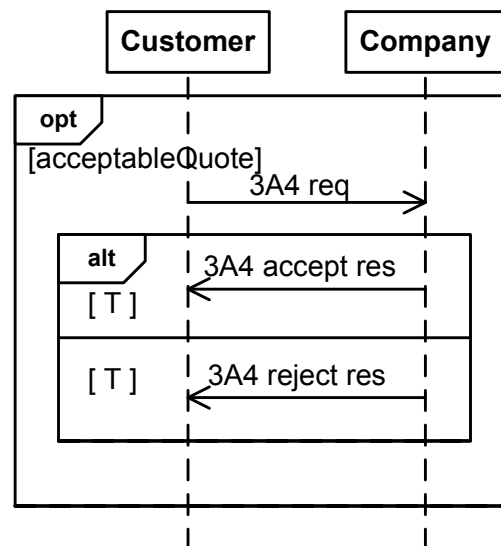 Customer Company
opt
[acceptableQuote]
3A4 req
alt
3A4 accept res
[ T ]
[ T ]
3A4 reject res